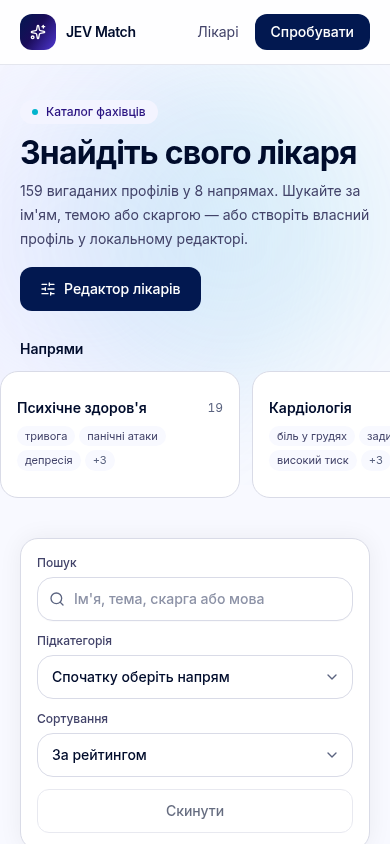 JEV Match
Лікарі
Спробувати
Каталог фахівців
Знайдіть свого лікаря
159 вигаданих профілів у 8 напрямах. Шукайте за
ім'ям, темою або скаргою — або створіть власний
профіль у локальному редакторі.
Редактор лікарів
Напрями
Психічне здоров'я 19
тривога панічні атаки
депресія +3
Кардіологія
біль у грудях
високий тиск +3
Пошук
Ім'я, тема, скарга або мова
Підкатегорія
Спочатку оберіть напрям
Сортування
За рейтингом
Скинути